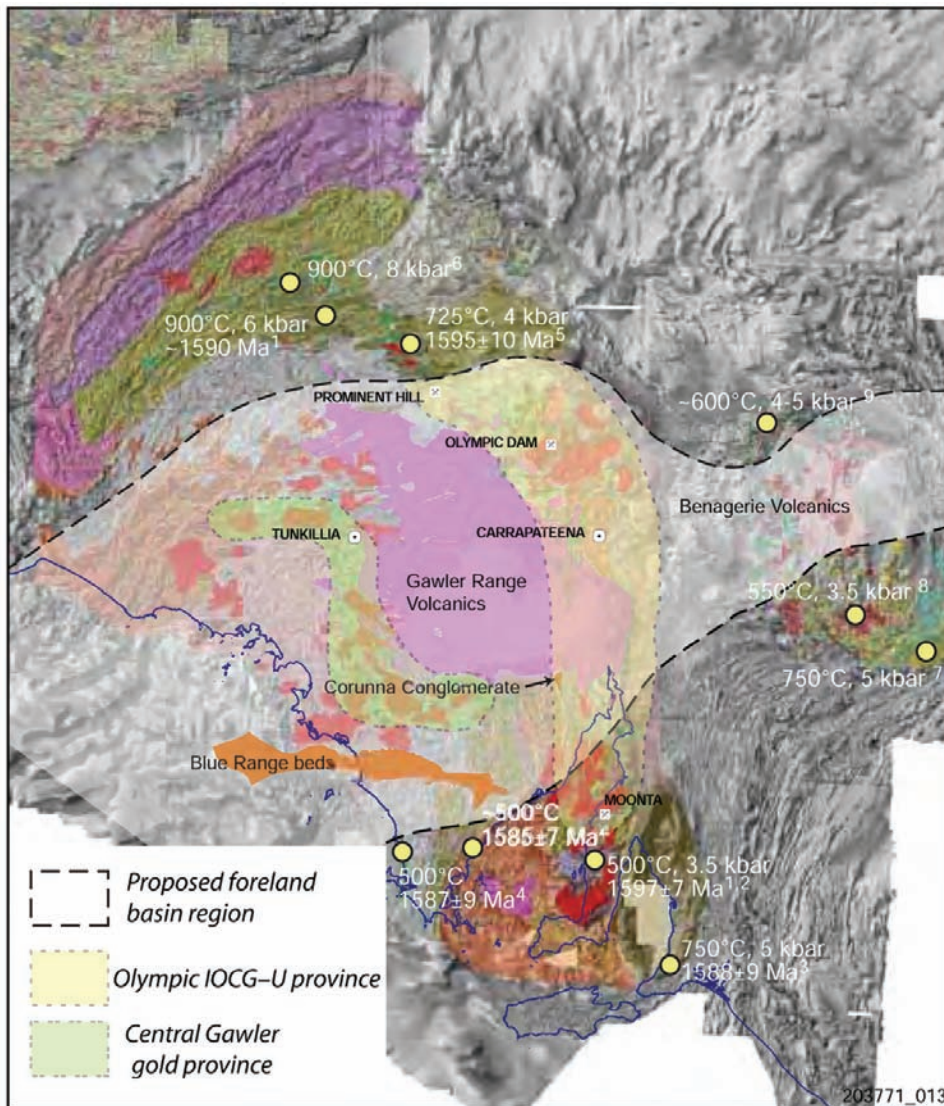 900°C, 8 kbar⁶
900°C, 6 kbar
~1590 Ma¹
725°C, 4 kbar
1595±10 Ma⁵
PROMINENT HILL
~600°C, 4-5 kbar ⁹
OLYMPIC DAM
Benagerie Volcanics
TUNKILLIA
CARRAPATEENA
Gawler Range
Volcanics
550°C, 3.5 kbar ⁸
750°C, 5 kbar ⁷
Corunna Conglomerate
Blue Range beds
MOONTA
~500°C
1585±7 Ma⁴
500°C
1587±9 Ma⁴
500°C, 3.5 kbar
1597±7 Ma¹,²
750°C, 5 kbar
1588±9 Ma³
Proposed foreland
basin region
Olympic IOCG–U province
Central Gawler
gold province
203771_013